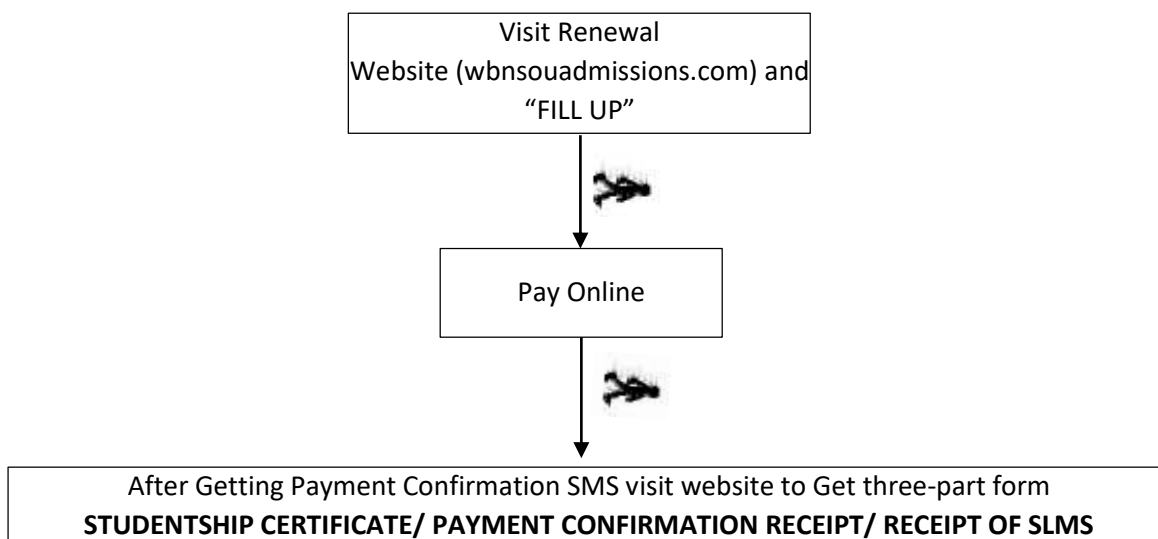 Visit Renewal
Website (wbnsouadmissions.com) and
“FILL UP”
Pay Online
After Getting Payment Confirmation SMS visit website to Get three-part form
STUDENTSHIP CERTIFICATE/ PAYMENT CONFIRMATION RECEIPT/ RECEIPT OF SLMS